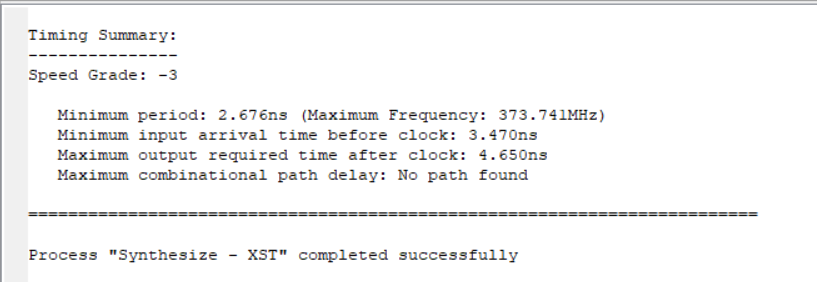 Timing Summary:
---------------
Speed Grade: -3
Minimum period: 2.676ns (Maximum Frequency: 373.741MHz)
Minimum input arrival time before clock: 3.470ns
Maximum output required time after clock: 4.650ns
Maximum combinational path delay: No path found
=========================================================================
Process "Synthesize - XST" completed successfully